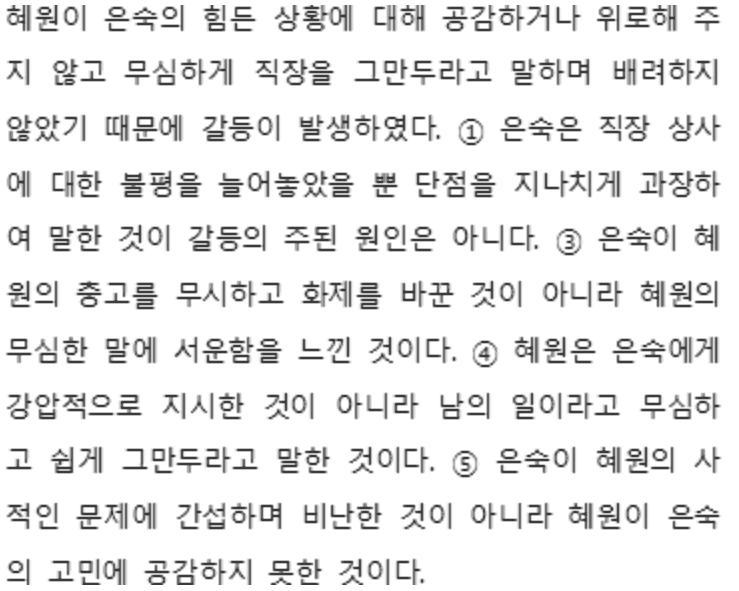 혜원이 은숙의 힘든 상황에 대해 공감하거나 위로해 주
지 않고 무심하게 직장을 그만두라고 말하며 배려하지
않았기 때문에 갈등이 발생하였다. ① 은숙은 직장 상사
에 대한 불평을 늘어놓았을 뿐 단점을 지나치게 과장하
여 말한 것이 갈등의 주된 원인은 아니다. ③ 은숙이 혜
원의 충고를 무시하고 화제를 바꾼 것이 아니라 혜원의
무심한 말에 서운함을 느낀 것이다. ④ 혜원은 은숙에게
강압적으로 지시한 것이 아니라 남의 일이라고 무심하
고 쉽게 그만두라고 말한 것이다. ⑤ 은숙이 혜원의 사
적인 문제에 간섭하며 비난한 것이 아니라 혜원이 은숙
의 고민에 공감하지 못한 것이다.